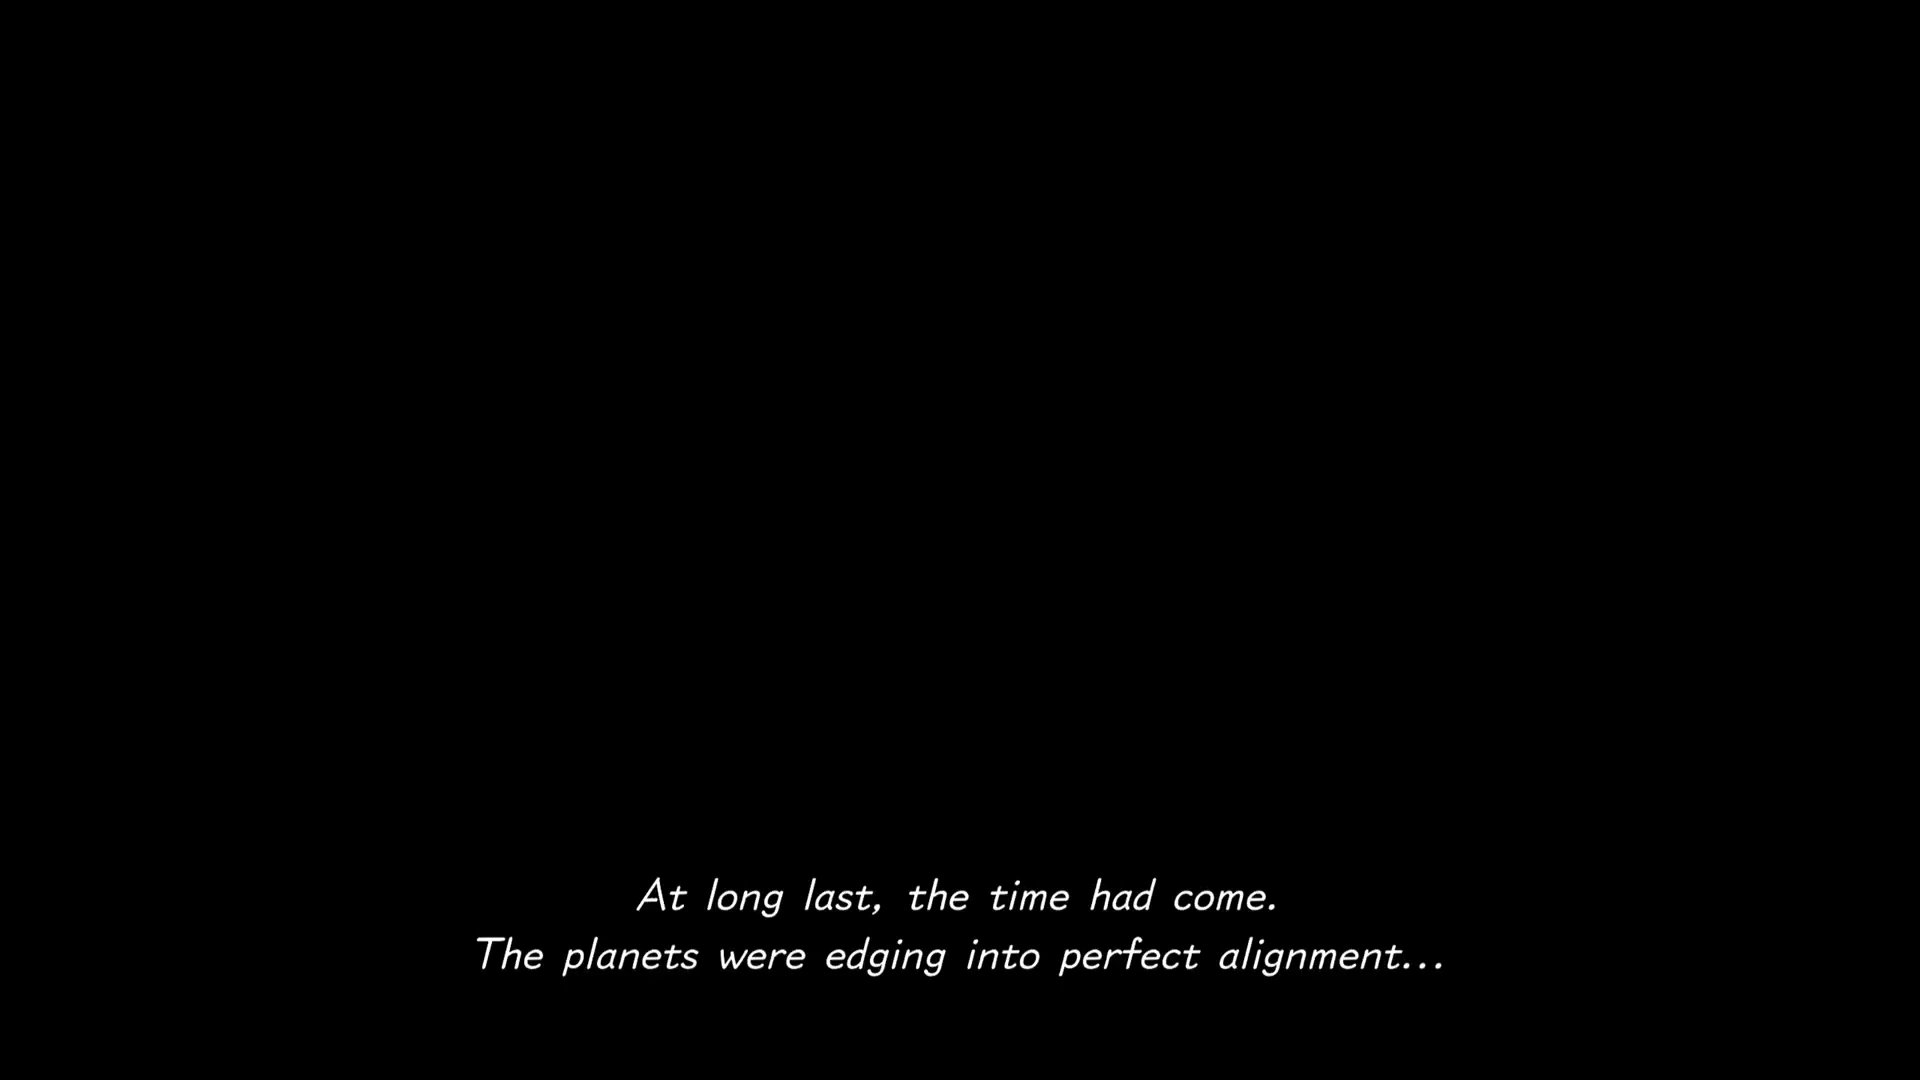 At long last, the time had come.
The planets were edging into perfect alignment...